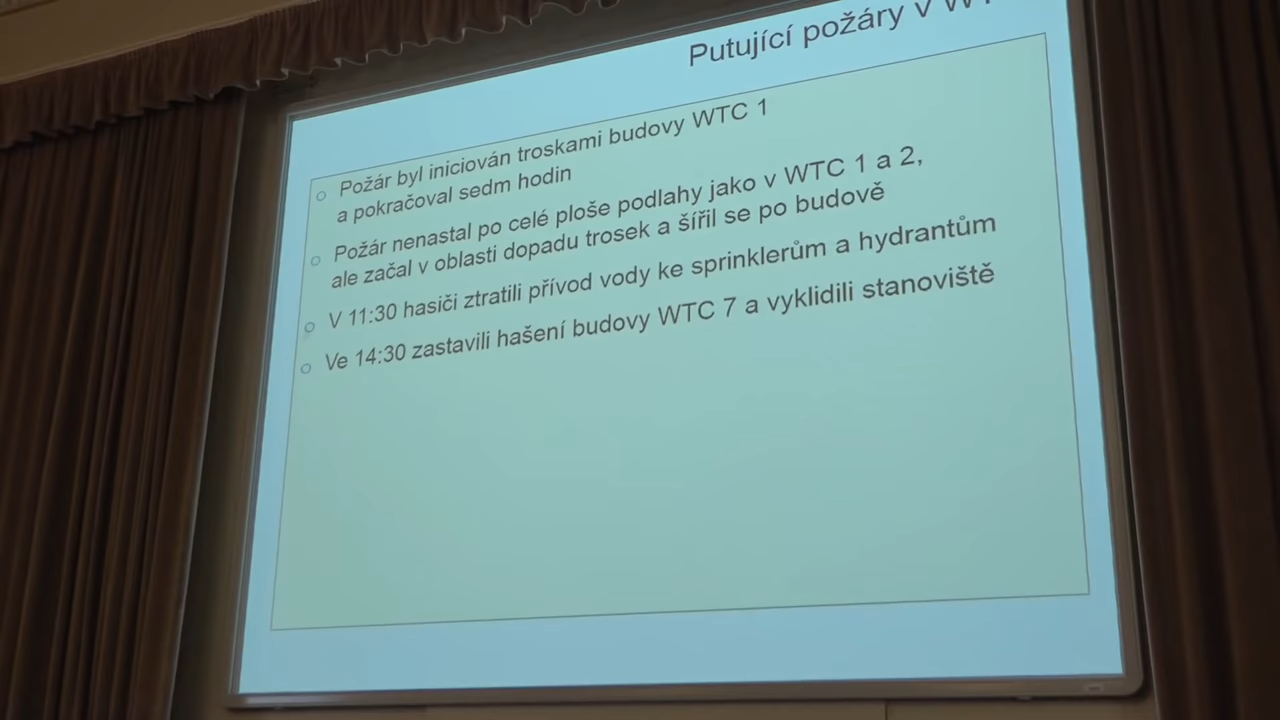 Putující požáry v WT
Požár byl iniciován troskami budovy WTC 1
a pokračoval sedm hodin
Požár nenastal po celé ploše podlahy jako v WTC 1 a 2,
ale začal v oblasti dopadu trosek a šířil se po budově
V 11:30 hasiči ztratili přívod vody ke sprinklerům a hydrantům
Ve 14:30 zastavili hašení budovy WTC 7 a vyklidili stanoviště